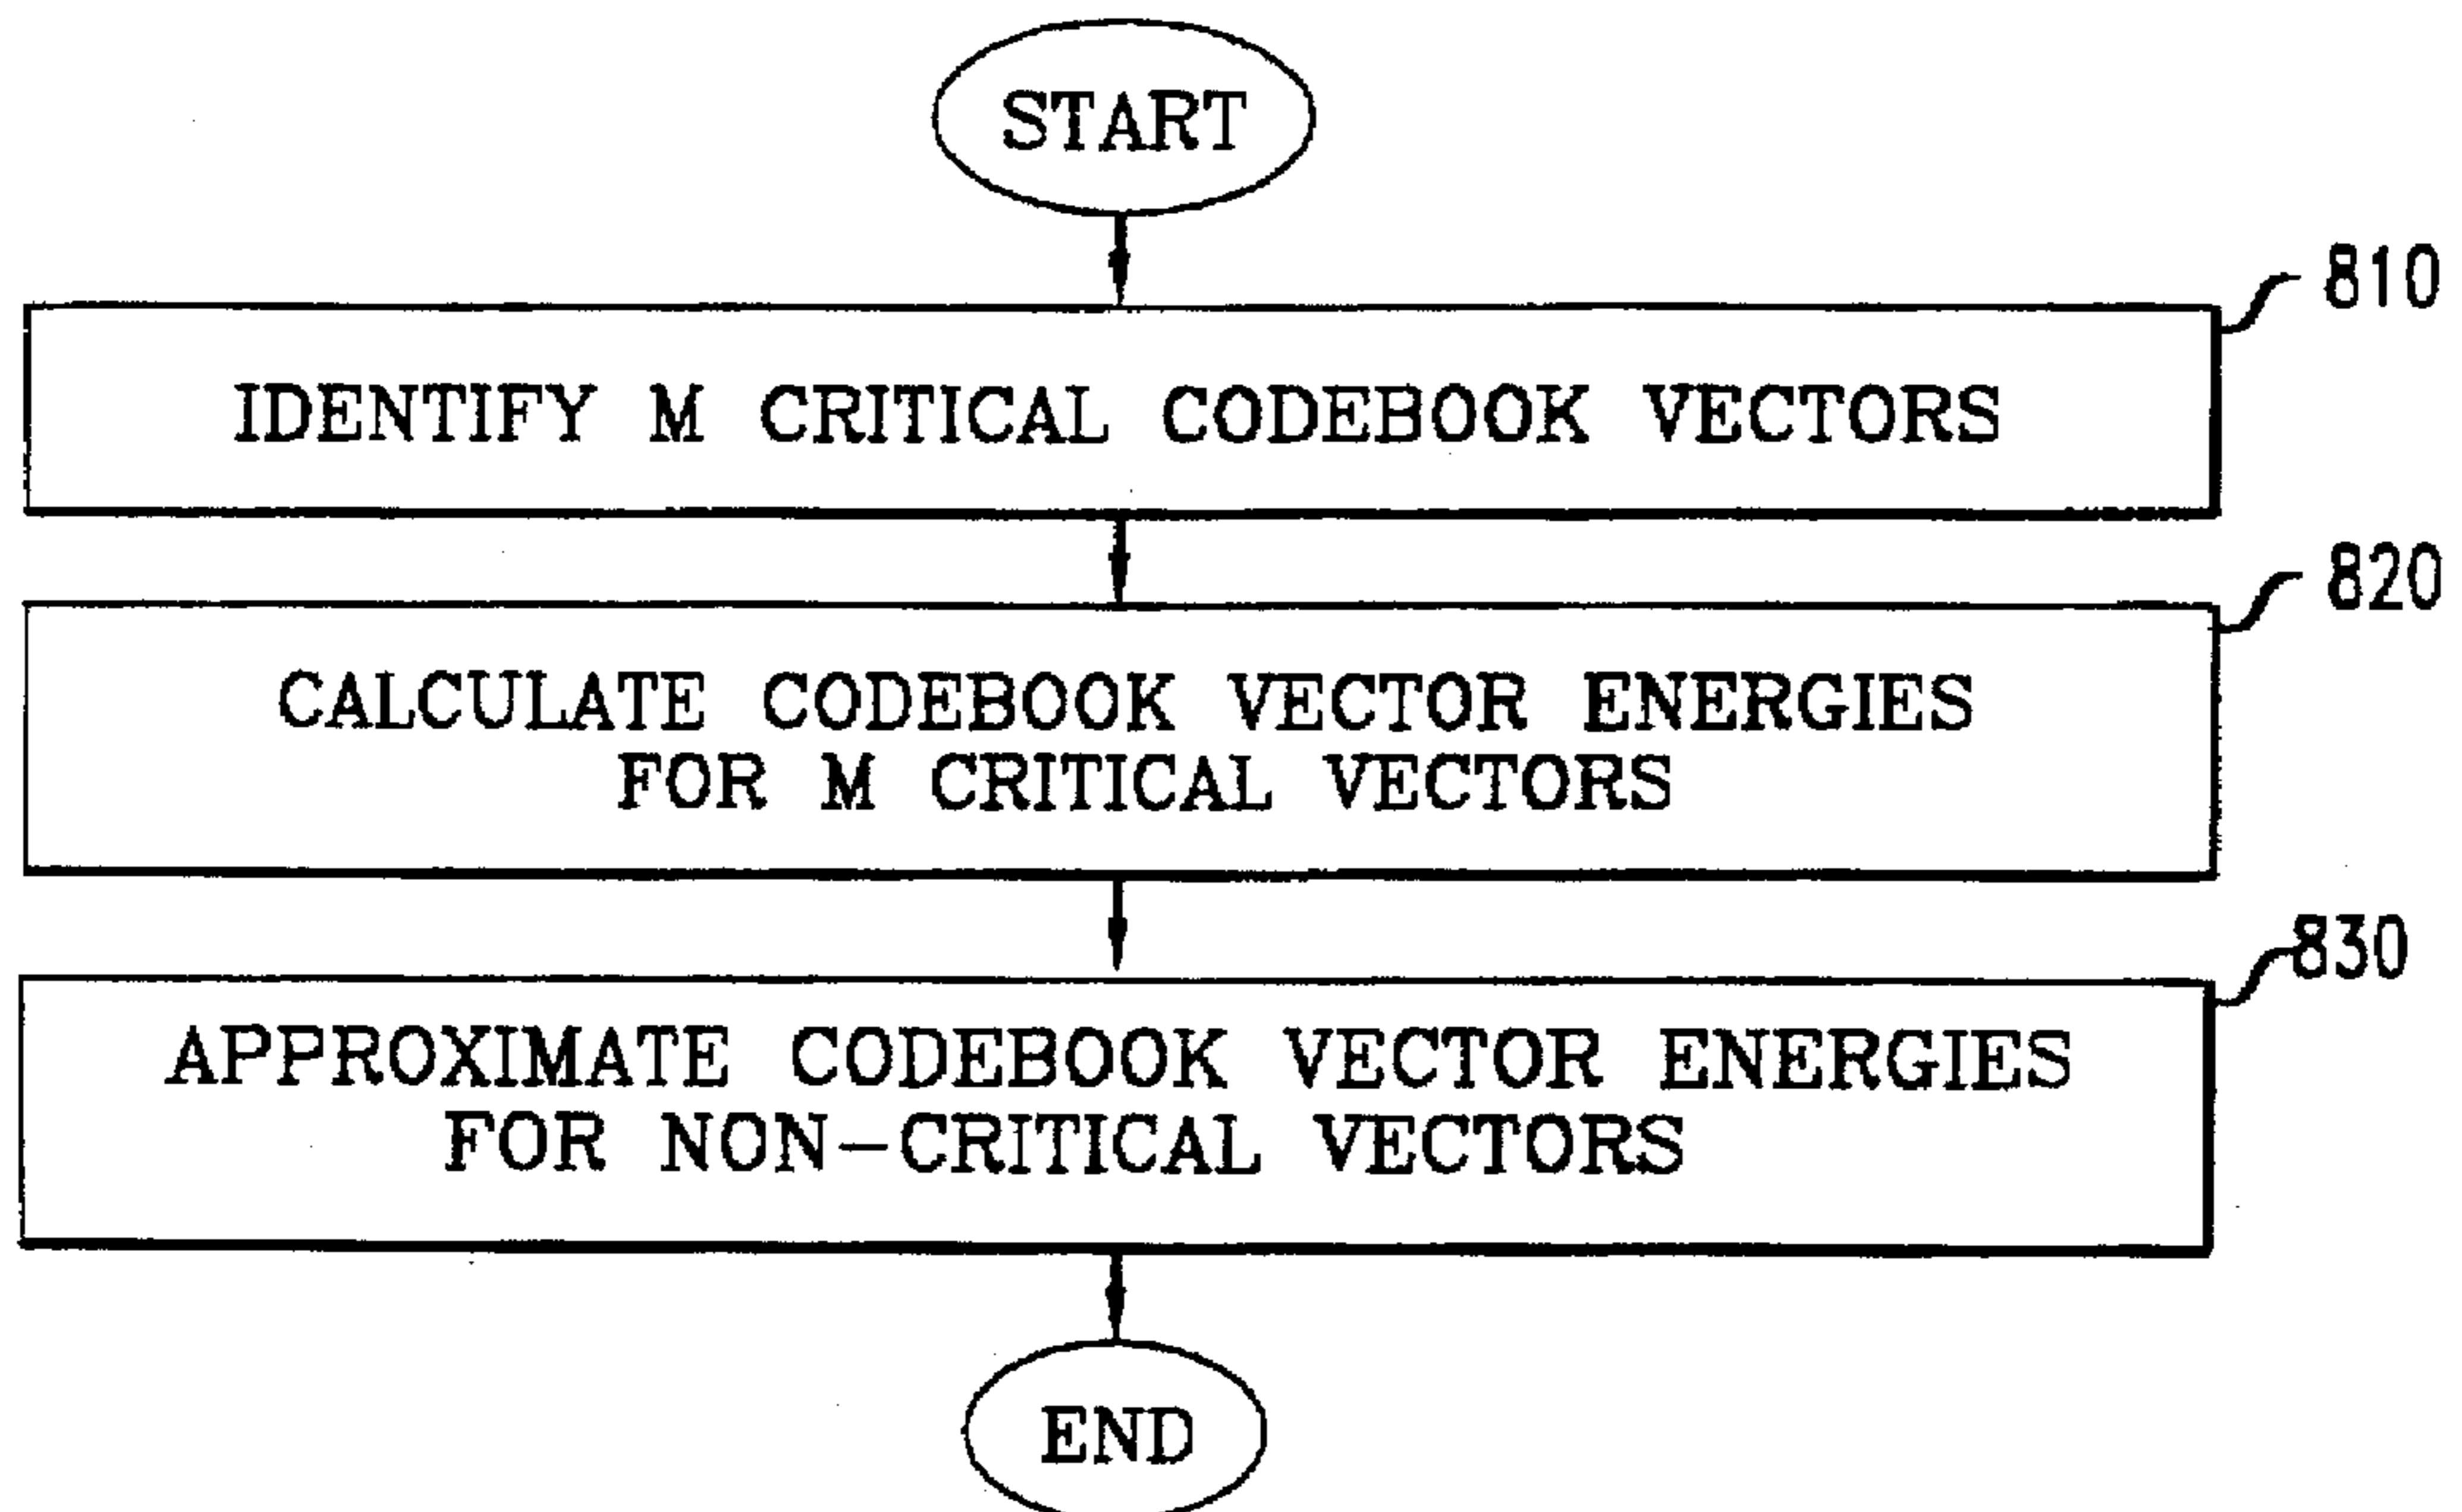 START
810
IDENTIFY M CRITICAL CODEBOOK VECTORS
820
CALCULATE CODEBOOK VECTOR ENERGIES
FOR M CRITICAL VECTORS
830
APPROXIMATE CODEBOOK VECTOR ENERGIES
FOR NON-CRITICAL VECTORS
END